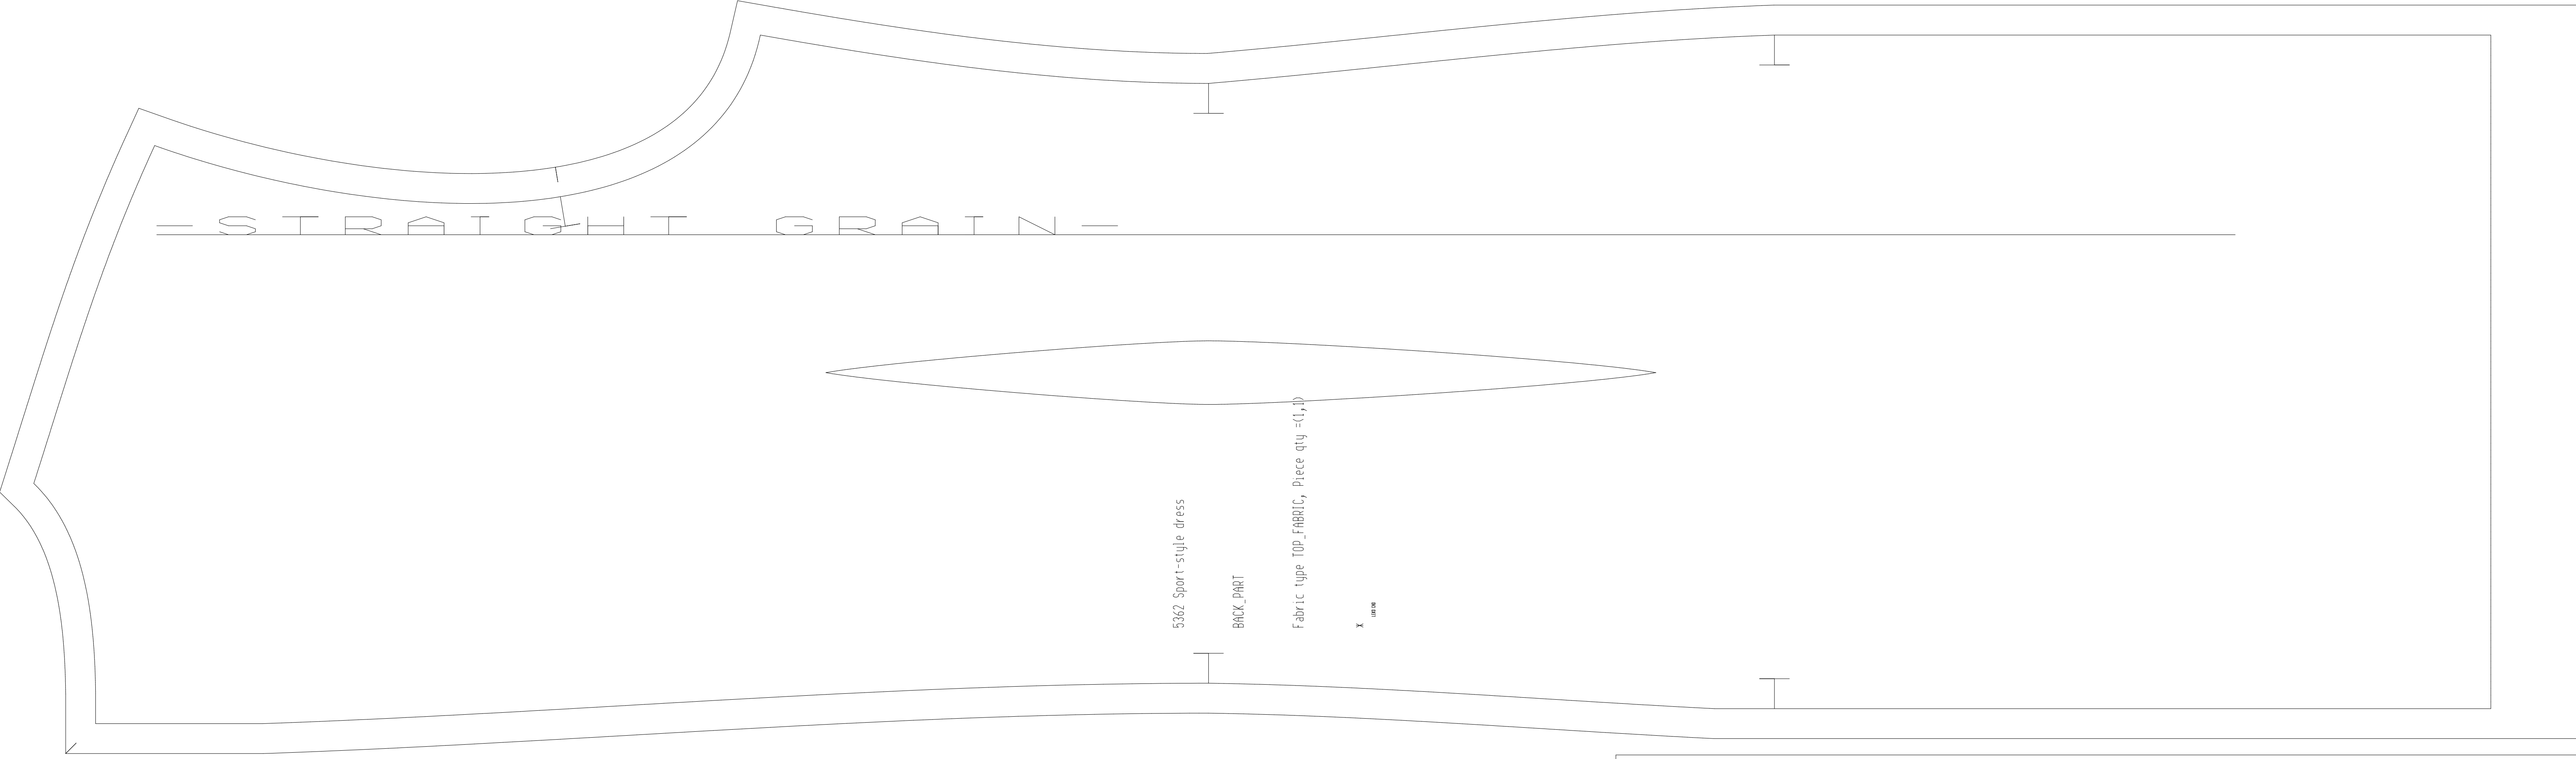 -STRAIGHT GRAIN-
5362 Sport-style dress
BACK_PART
Fabric type TOP_FABRIC, Piece qty =(1,1)